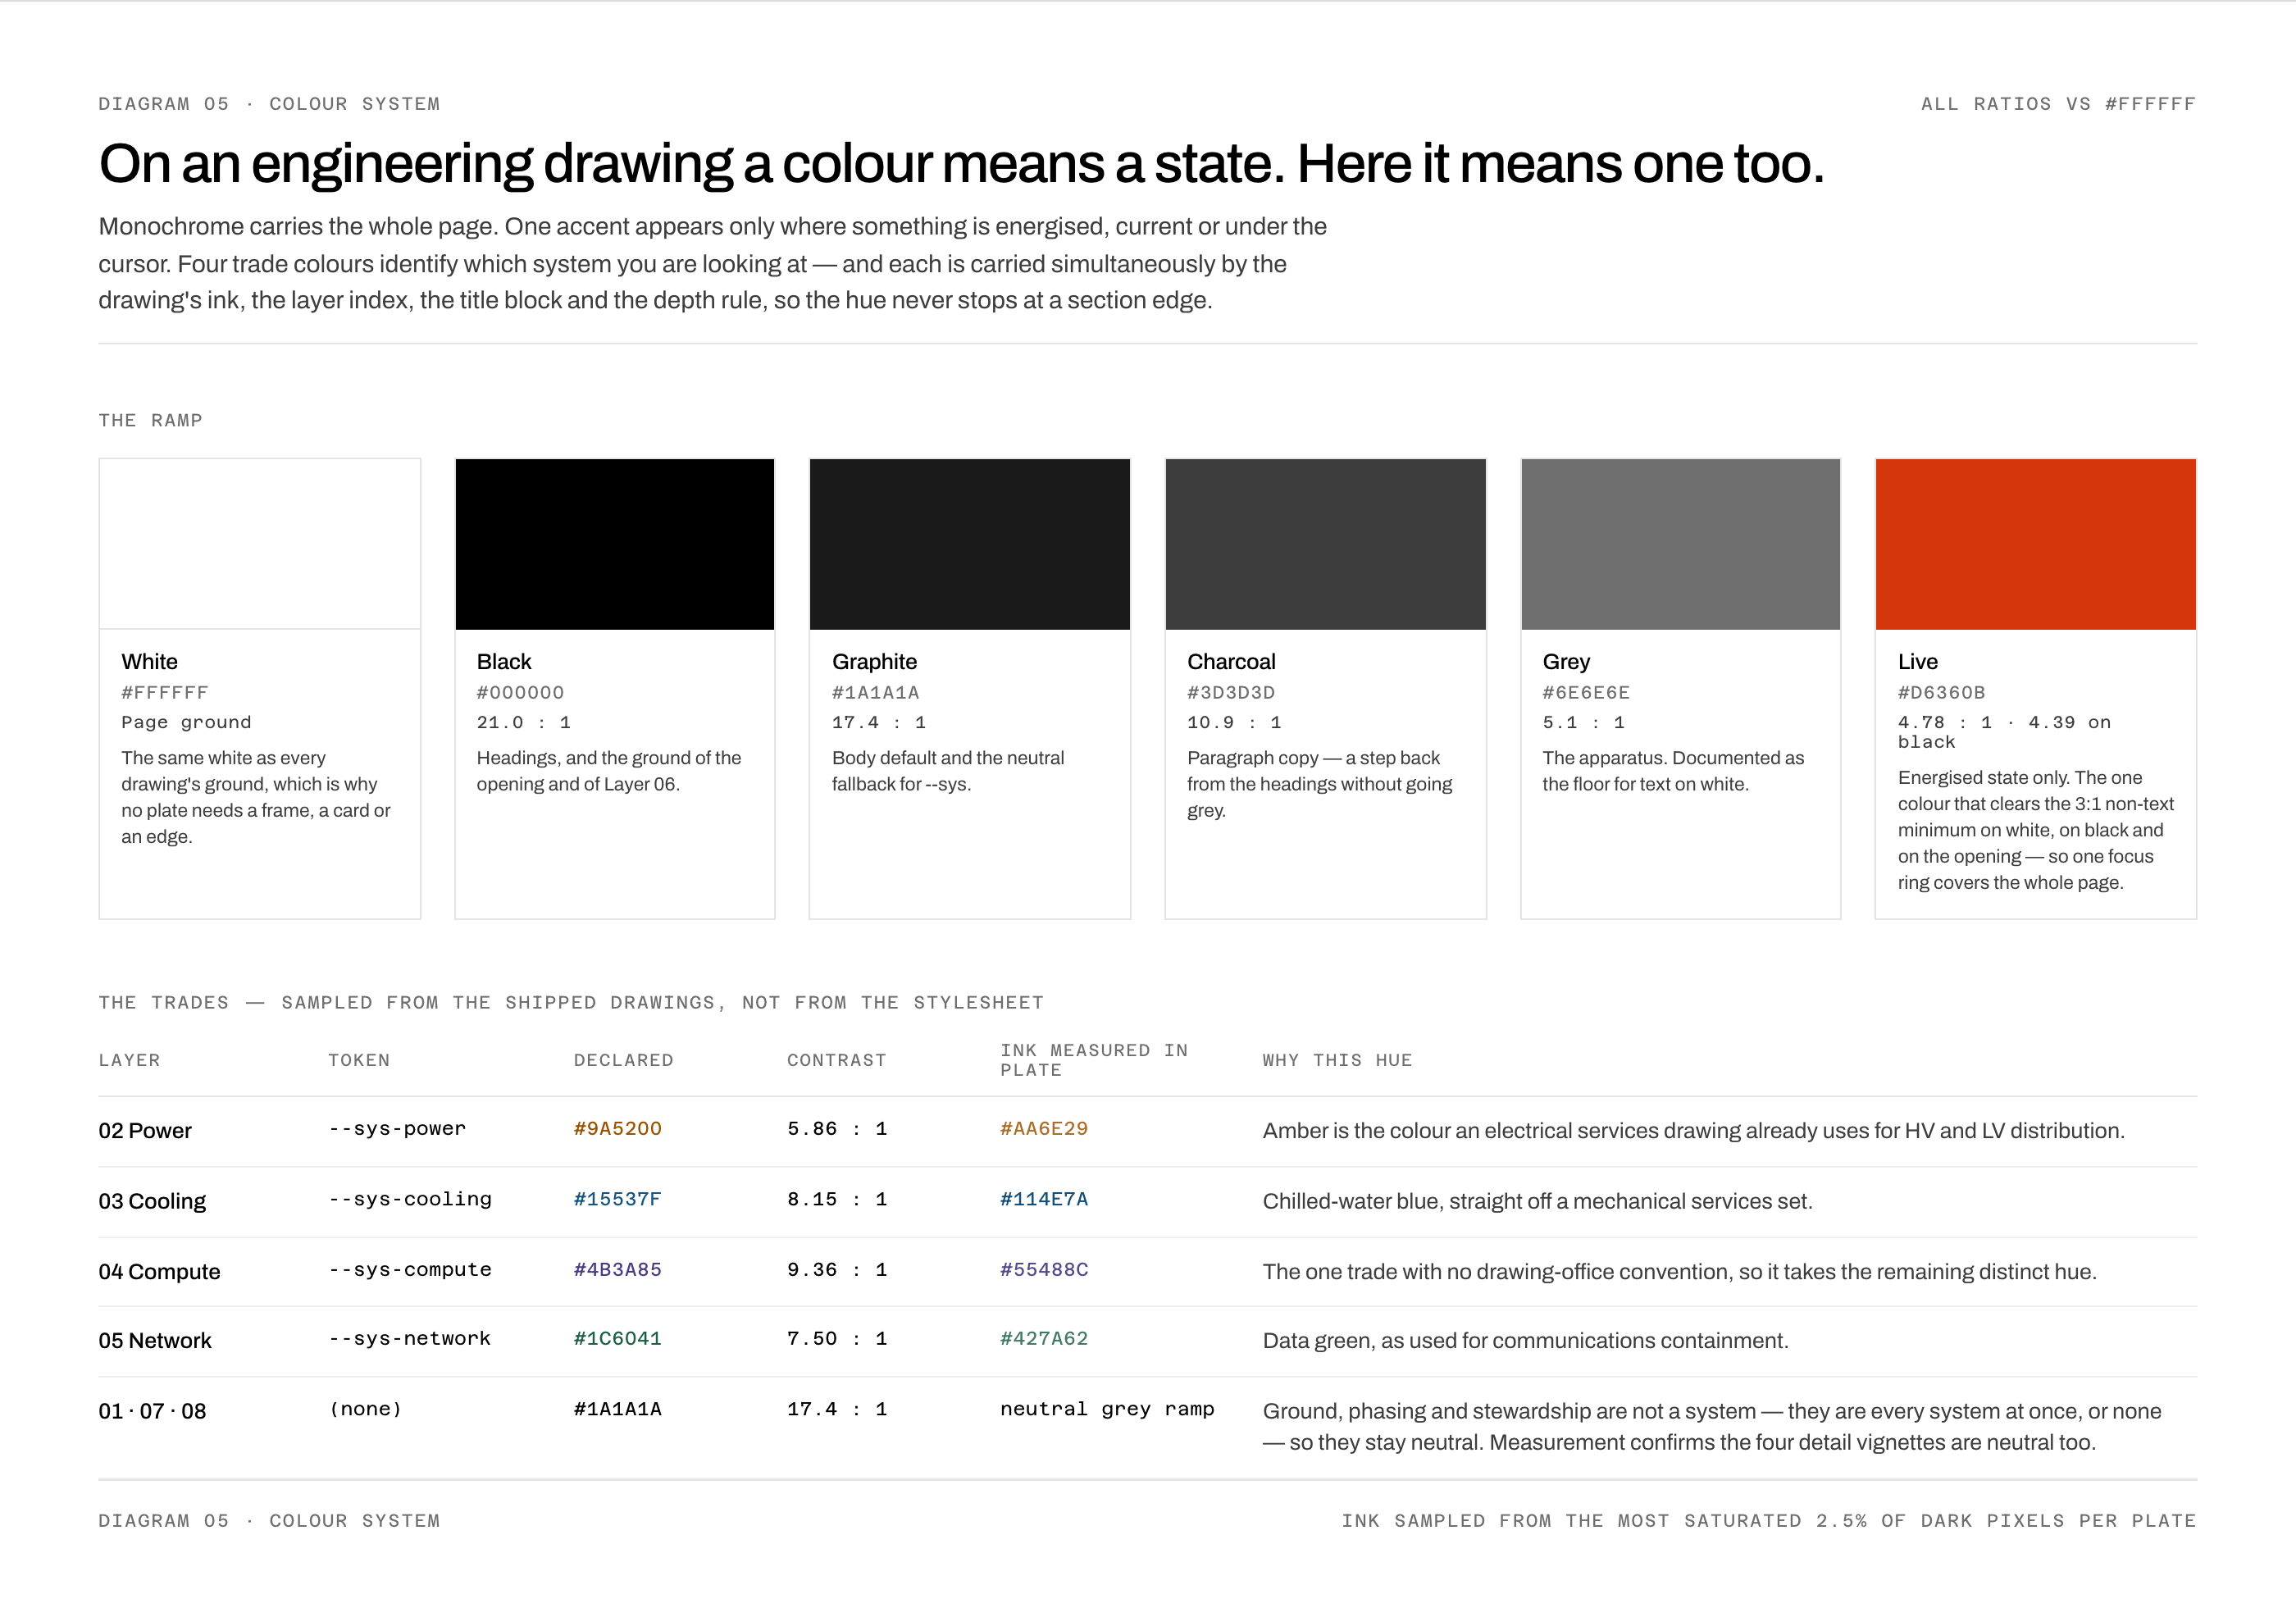 DIAGRAM 05 · COLOUR SYSTEM
ALL RATIOS VS #FFFFFF
On an engineering drawing a colour means a state. Here it means one too.
Monochrome carries the whole page. One accent appears only where something is energised, current or under the
cursor. Four trade colours identify which system you are looking at — and each is carried simultaneously by the
drawing's ink, the layer index, the title block and the depth rule, so the hue never stops at a section edge.
THE RAMP
White
#FFFFFF
Page ground
The same white as every
drawing's ground, which is why
no plate needs a frame, a card or
an edge.
Black
#000000
21.0 : 1
Headings, and the ground of the
opening and of Layer 06.
Graphite
#1A1A1A
17.4 : 1
Body default and the neutral
fallback for --sys.
Charcoal
#3D3D3D
10.9 : 1
Paragraph copy — a step back
from the headings without going
grey.
Grey
#6E6E6E
5.1 : 1
The apparatus. Documented as
the floor for text on white.
Live
#D6360B
4.78 : 1 · 4.39 on
black
Energised state only. The one
colour that clears the 3:1 non-text
minimum on white, on black and
on the opening — so one focus
ring covers the whole page.
THE TRADES — SAMPLED FROM THE SHIPPED DRAWINGS, NOT FROM THE STYLESHEET
LAYER TOKEN DECLARED CONTRAST INK MEASURED IN
PLATE WHY THIS HUE
02 Power --sys-power #9A5200 5.86 : 1 #AA6E29 Amber is the colour an electrical services drawing already uses for HV and LV distribution.
03 Cooling --sys-cooling #15537F 8.15 : 1 #114E7A Chilled-water blue, straight off a mechanical services set.
04 Compute --sys-compute #4B3A85 9.36 : 1 #55488C The one trade with no drawing-office convention, so it takes the remaining distinct hue.
05 Network --sys-network #1C6041 7.50 : 1 #427A62 Data green, as used for communications containment.
01 · 07 · 08 (none) #1A1A1A 17.4 : 1 neutral grey ramp Ground, phasing and stewardship are not a system — they are every system at once, or none
— so they stay neutral. Measurement confirms the four detail vignettes are neutral too.
DIAGRAM 05 · COLOUR SYSTEM
INK SAMPLED FROM THE MOST SATURATED 2.5% OF DARK PIXELS PER PLATE